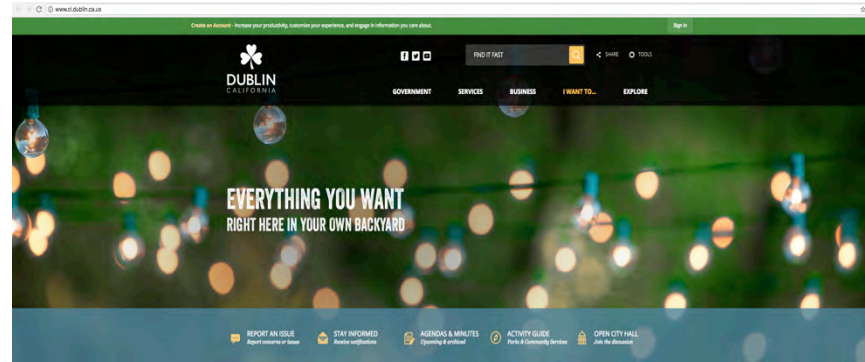 www.ci.dublin.ca.us
Create an Account - Increase your productivity, customize your experience, and engage in information you care about.
Sign In
DUBLIN
CALIFORNIA
FIND IT FAST
SHARE
TOOLS
GOVERNMENT
SERVICES
BUSINESS
I WANT TO...
EXPLORE
EVERYTHING YOU WANT
RIGHT HERE IN YOUR OWN BACKYARD
REPORT AN ISSUE
Report concerns or issues
STAY INFORMED
Receive notifications
AGENDAS & MINUTES
Upcoming & archived
ACTIVITY GUIDE
Parks & Community Services
OPEN CITY HALL
Join the discussion